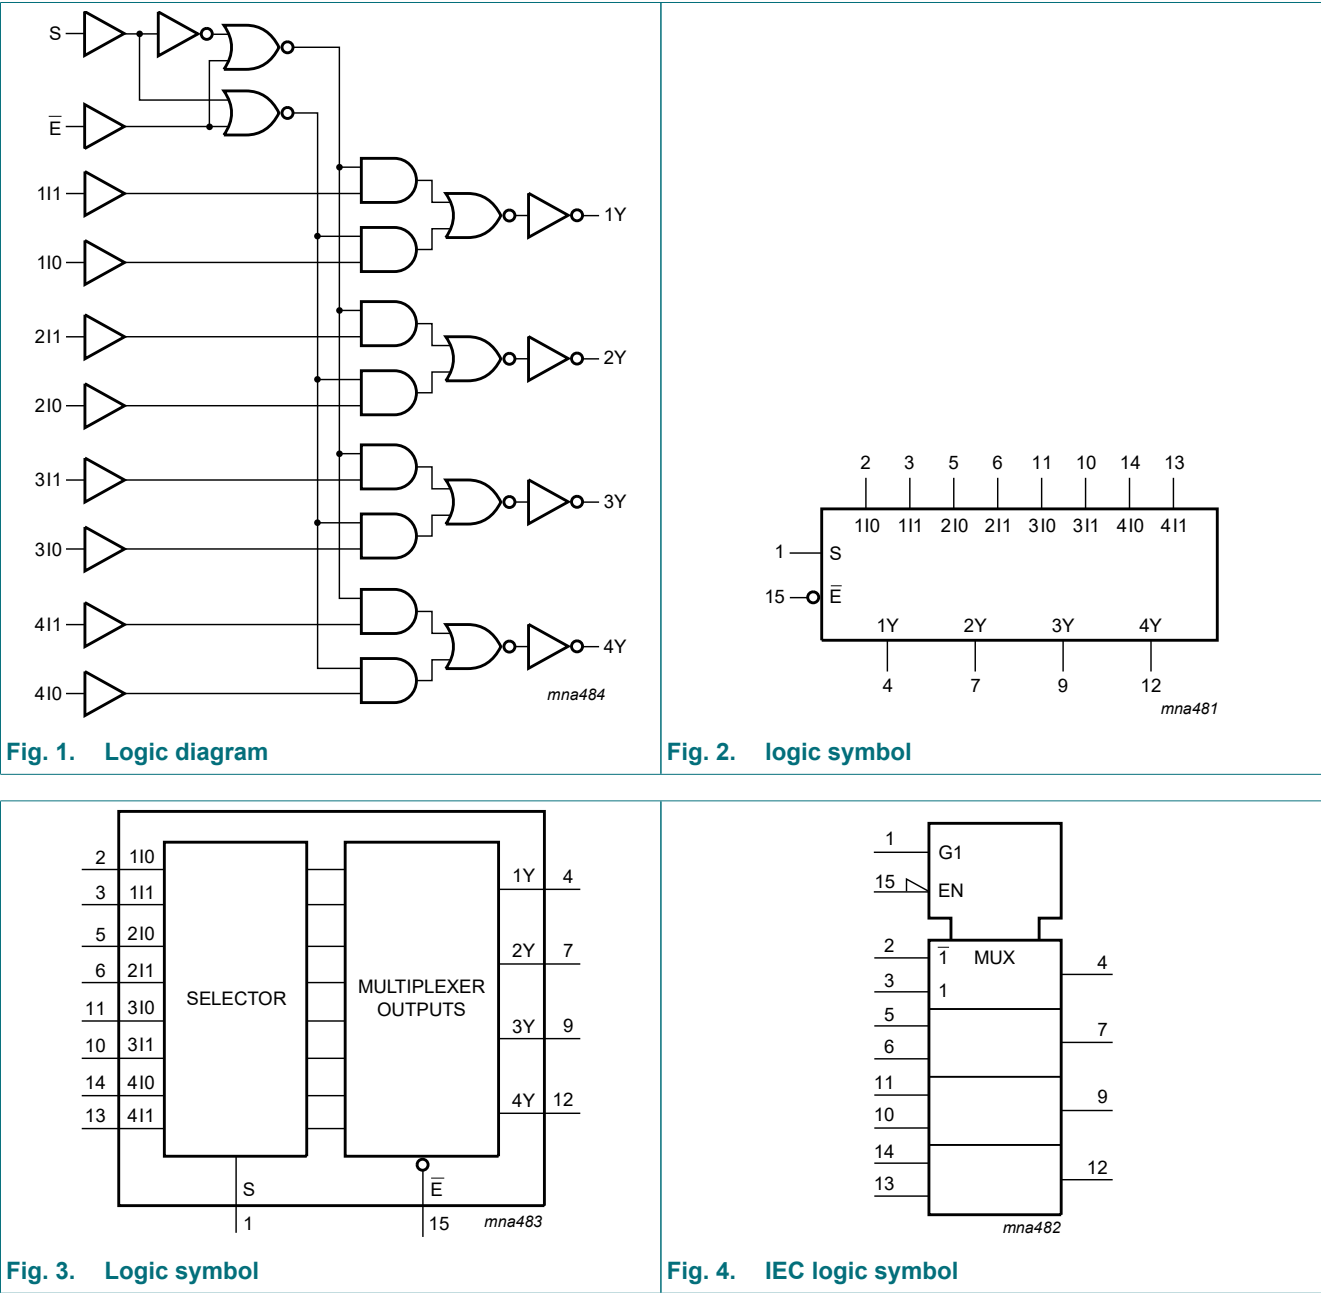 S
E̅
1I1
1I0
2I1
2I0
3I1
3I0
4I1
4I0
1Y
2Y
3Y
4Y
mna484
Fig. 1. Logic diagram
2 3 5 6 11 10 14 13
1I0 1I1 2I0 2I1 3I0 3I1 4I0 4I1
1 S
15 E̅
1Y 2Y 3Y 4Y
4 7 9 12
mna481
Fig. 2. logic symbol
2 1I0
3 1I1
5 2I0
6 2I1
11 3I0
10 3I1
14 4I0
13 4I1
SELECTOR
MULTIPLEXER
OUTPUTS
1Y 4
2Y 7
3Y 9
4Y 12
S
E̅
1
15
mna483
Fig. 3. Logic symbol
1 G1
15 EN
2 1̅ MUX 4
3 1
5
6
7
11
10
9
14
13
12
mna482
Fig. 4. IEC logic symbol